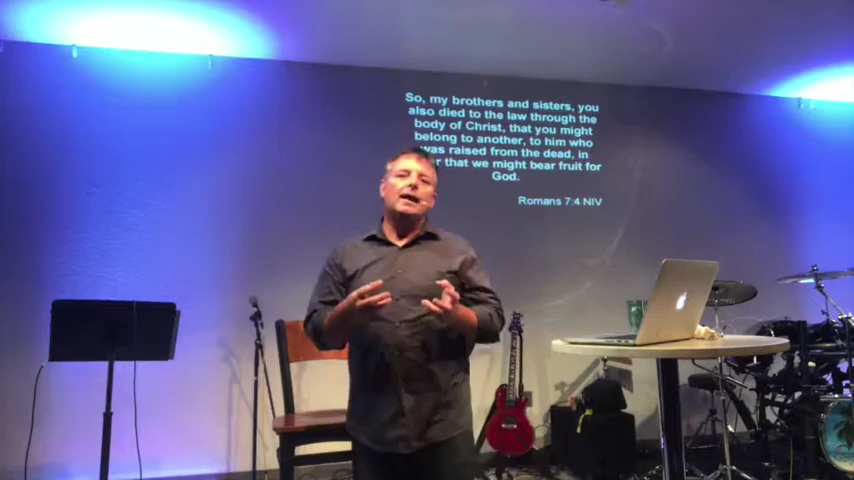 So, my brothers and sisters, you
also died to the law through the
body of Christ, that you might
belong to another, to him who
was raised from the dead, in
that we might bear fruit for
God.
Romans 7:4 NIV